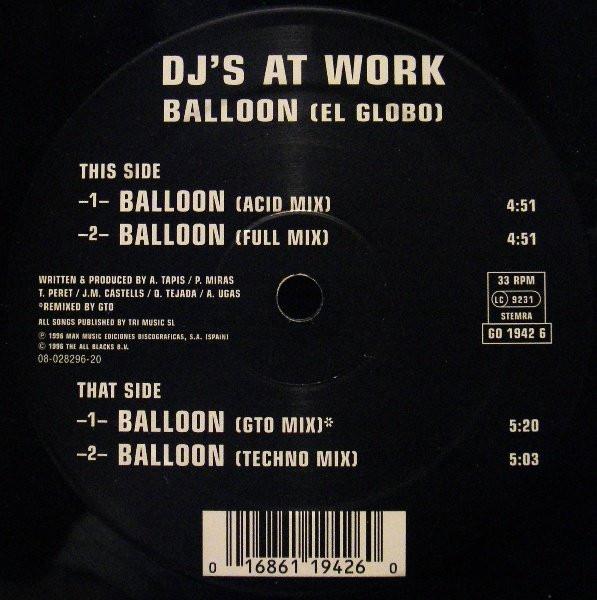 DJ'S AT WORK
BALLOON (EL GLOBO)
THIS SIDE
-1- BALLOON (ACID MIX) 4:51
-2- BALLOON (FULL MIX) 4:51
WRITTEN & PRODUCED BY A. TAPIS / P. MIRAS
T. PERET / J.M. CASTELLS / Q. TEJADA / A. UGAS
*REMIXED BY GTO
ALL SONGS PUBLISHED BY TRI MUSIC SL
℗ 1996 MAX MUSIC EDICIONES DISCOGRAFICAS, S.A. (SPAIN)
© 1996 THE ALL BLACKS B.V.
08-028296-20
33 RPM
LC 9231
STEMRA
GO 1942 6
THAT SIDE
-1- BALLOON (GTO MIX)* 5:20
-2- BALLOON (TECHNO MIX) 5:03
0 16861 19426 0